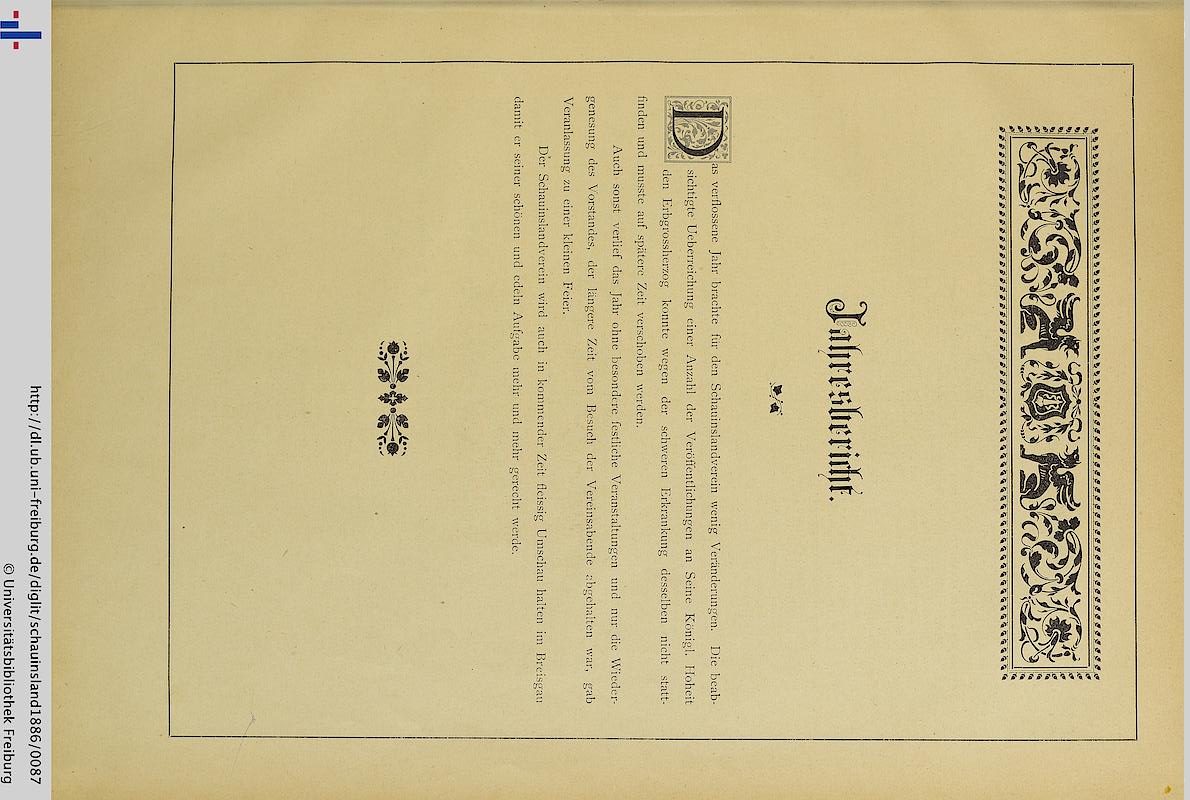 Jahresbericht.
Das verflossene Jahr brachte für den Schauinslandverein wenig Veränderungen. Die beab-
sichtigte Ueberreichung einer Anzahl der Veröffentlichungen an Seine Königl. Hoheit
den Erbgrossherzog konnte wegen der schweren Erkrankung desselben nicht statt-
finden und musste auf spätere Zeit verschoben werden.
Auch sonst verlief das Jahr ohne besondere festliche Veranstaltungen und nur die Wieder-
genesung des Vorstandes, der längere Zeit vom Besuch der Vereinsabende abgehalten war, gab
Veranlassung zu einer kleinen Feier.
Der Schauinslandverein wird auch in kommender Zeit fleissig Umschau halten im Breisgau
damit er seiner schönen und edeln Aufgabe mehr und mehr gerecht werde.
http://dl.ub.uni-freiburg.de/diglit/schauinsland1886/0087
© Universitätsbibliothek Freiburg